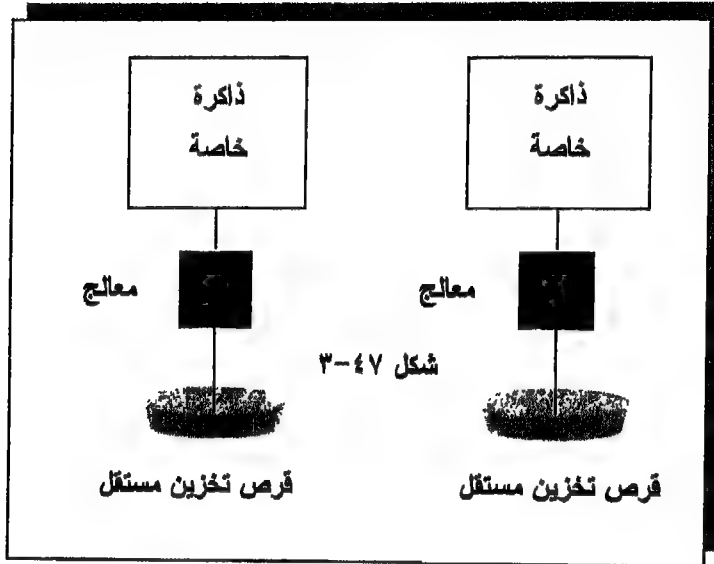 ذاكرة
خاصة
ذاكرة
خاصة
معالج
معالج
شكل ٤٧-٣
قرص تخزين مستقل
قرص تخزين مستقل